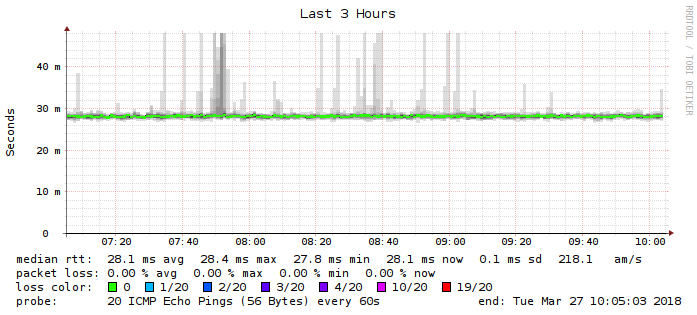 Last 3 Hours
RRDTOOL / TOBI OETIKER
Seconds
40 m
30 m
20 m
10 m
0
07:20 07:40 08:00 08:20 08:40 09:00 09:20 09:40 10:00
median rtt: 28.1 ms avg 28.4 ms max 27.8 ms min 28.1 ms now 0.1 ms sd 218.1 am/s
packet loss: 0.00 % avg 0.00 % max 0.00 % min 0.00 % now
loss color: 0 1/20 2/20 3/20 4/20 10/20 19/20
probe: 20 ICMP Echo Pings (56 Bytes) every 60s end: Tue Mar 27 10:05:03 2018